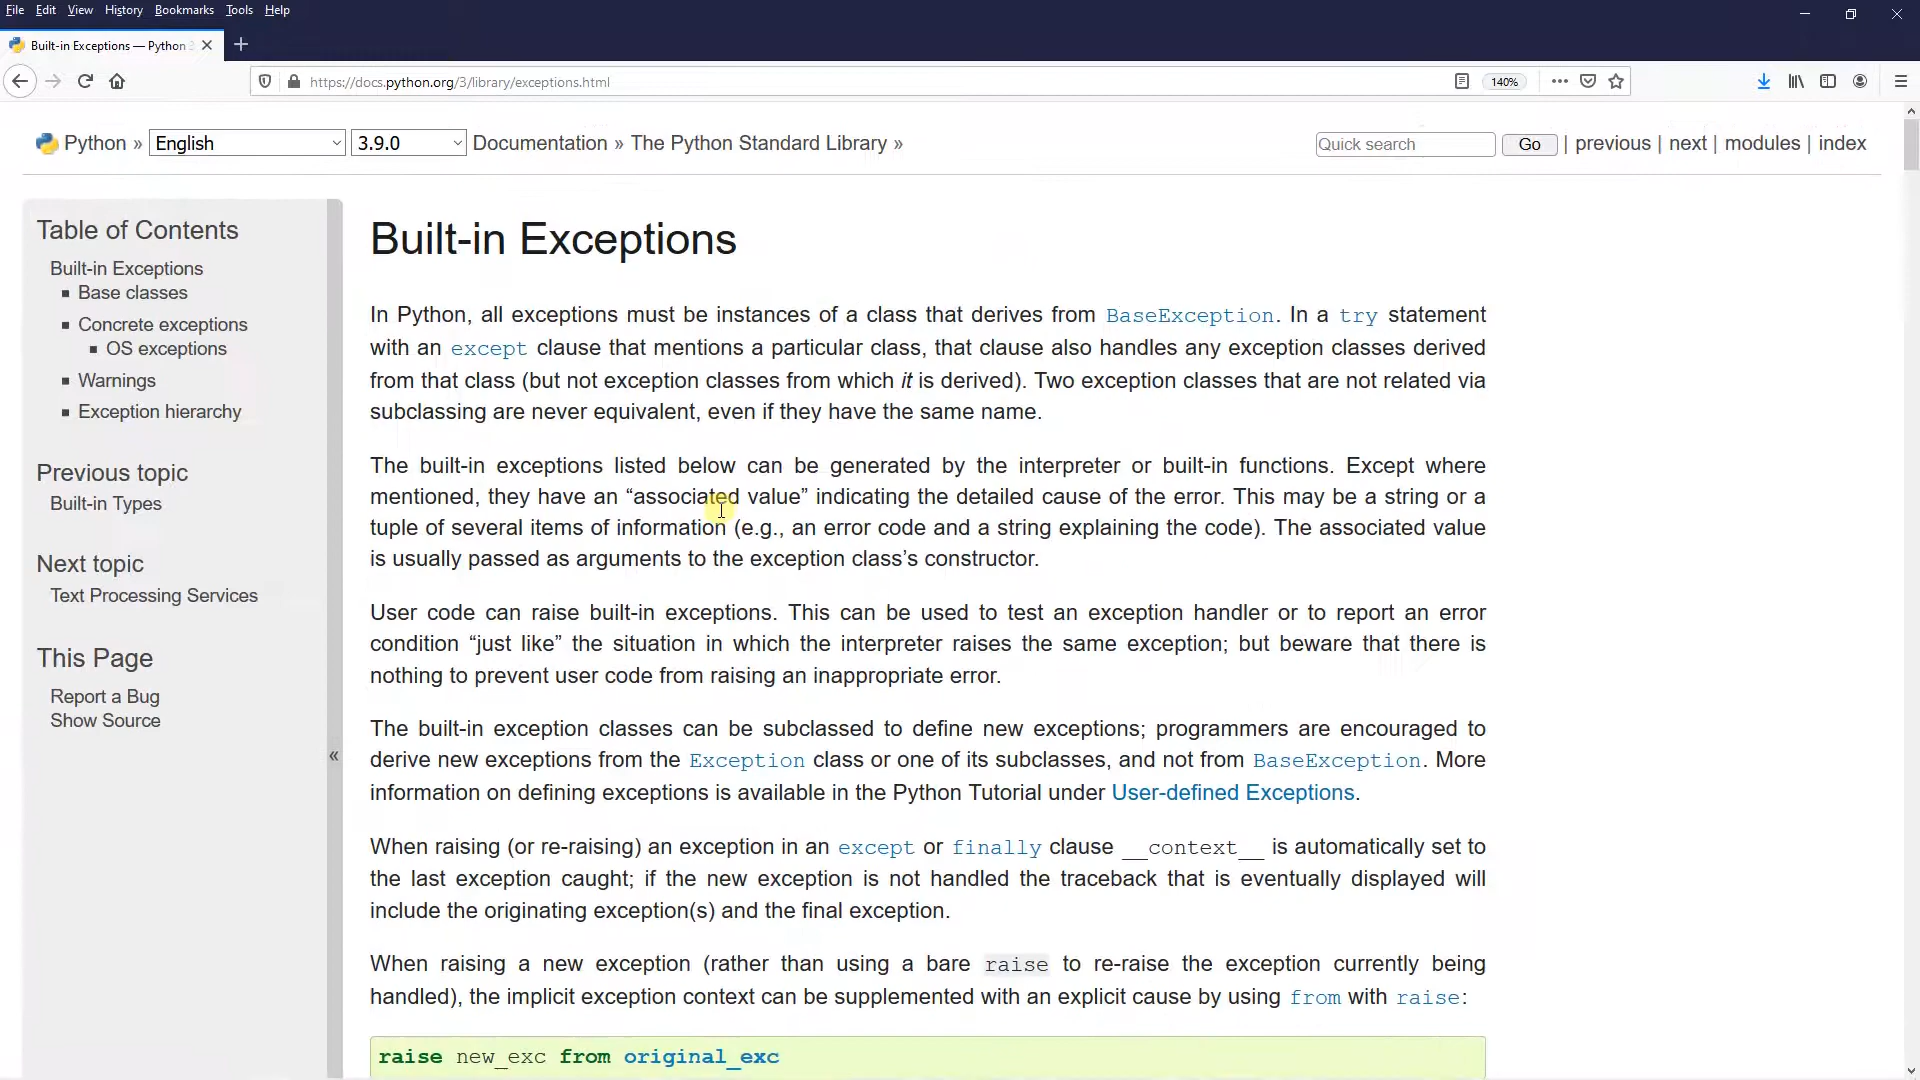 File Edit View History Bookmarks Tools Help
Built-in Exceptions — Python
https://docs.python.org/3/library/exceptions.html
140%
Python » English 3.9.0 Documentation » The Python Standard Library »
Quick search Go | previous | next | modules | index
Table of Contents
Built-in Exceptions
Base classes
Concrete exceptions
OS exceptions
Warnings
Exception hierarchy
Previous topic
Built-in Types
Next topic
Text Processing Services
This Page
Report a Bug
Show Source
«
Built-in Exceptions
In Python, all exceptions must be instances of a class that derives from BaseException. In a try statement
with an except clause that mentions a particular class, that clause also handles any exception classes derived
from that class (but not exception classes from which it is derived). Two exception classes that are not related via
subclassing are never equivalent, even if they have the same name.
The built-in exceptions listed below can be generated by the interpreter or built-in functions. Except where
mentioned, they have an “associated value” indicating the detailed cause of the error. This may be a string or a
tuple of several items of information (e.g., an error code and a string explaining the code). The associated value
is usually passed as arguments to the exception class’s constructor.
User code can raise built-in exceptions. This can be used to test an exception handler or to report an error
condition “just like” the situation in which the interpreter raises the same exception; but beware that there is
nothing to prevent user code from raising an inappropriate error.
The built-in exception classes can be subclassed to define new exceptions; programmers are encouraged to
derive new exceptions from the Exception class or one of its subclasses, and not from BaseException. More
information on defining exceptions is available in the Python Tutorial under User-defined Exceptions.
When raising (or re-raising) an exception in an except or finally clause __context__ is automatically set to
the last exception caught; if the new exception is not handled the traceback that is eventually displayed will
include the originating exception(s) and the final exception.
When raising a new exception (rather than using a bare raise to re-raise the exception currently being
handled), the implicit exception context can be supplemented with an explicit cause by using from with raise:
raise new_exc from original_exc